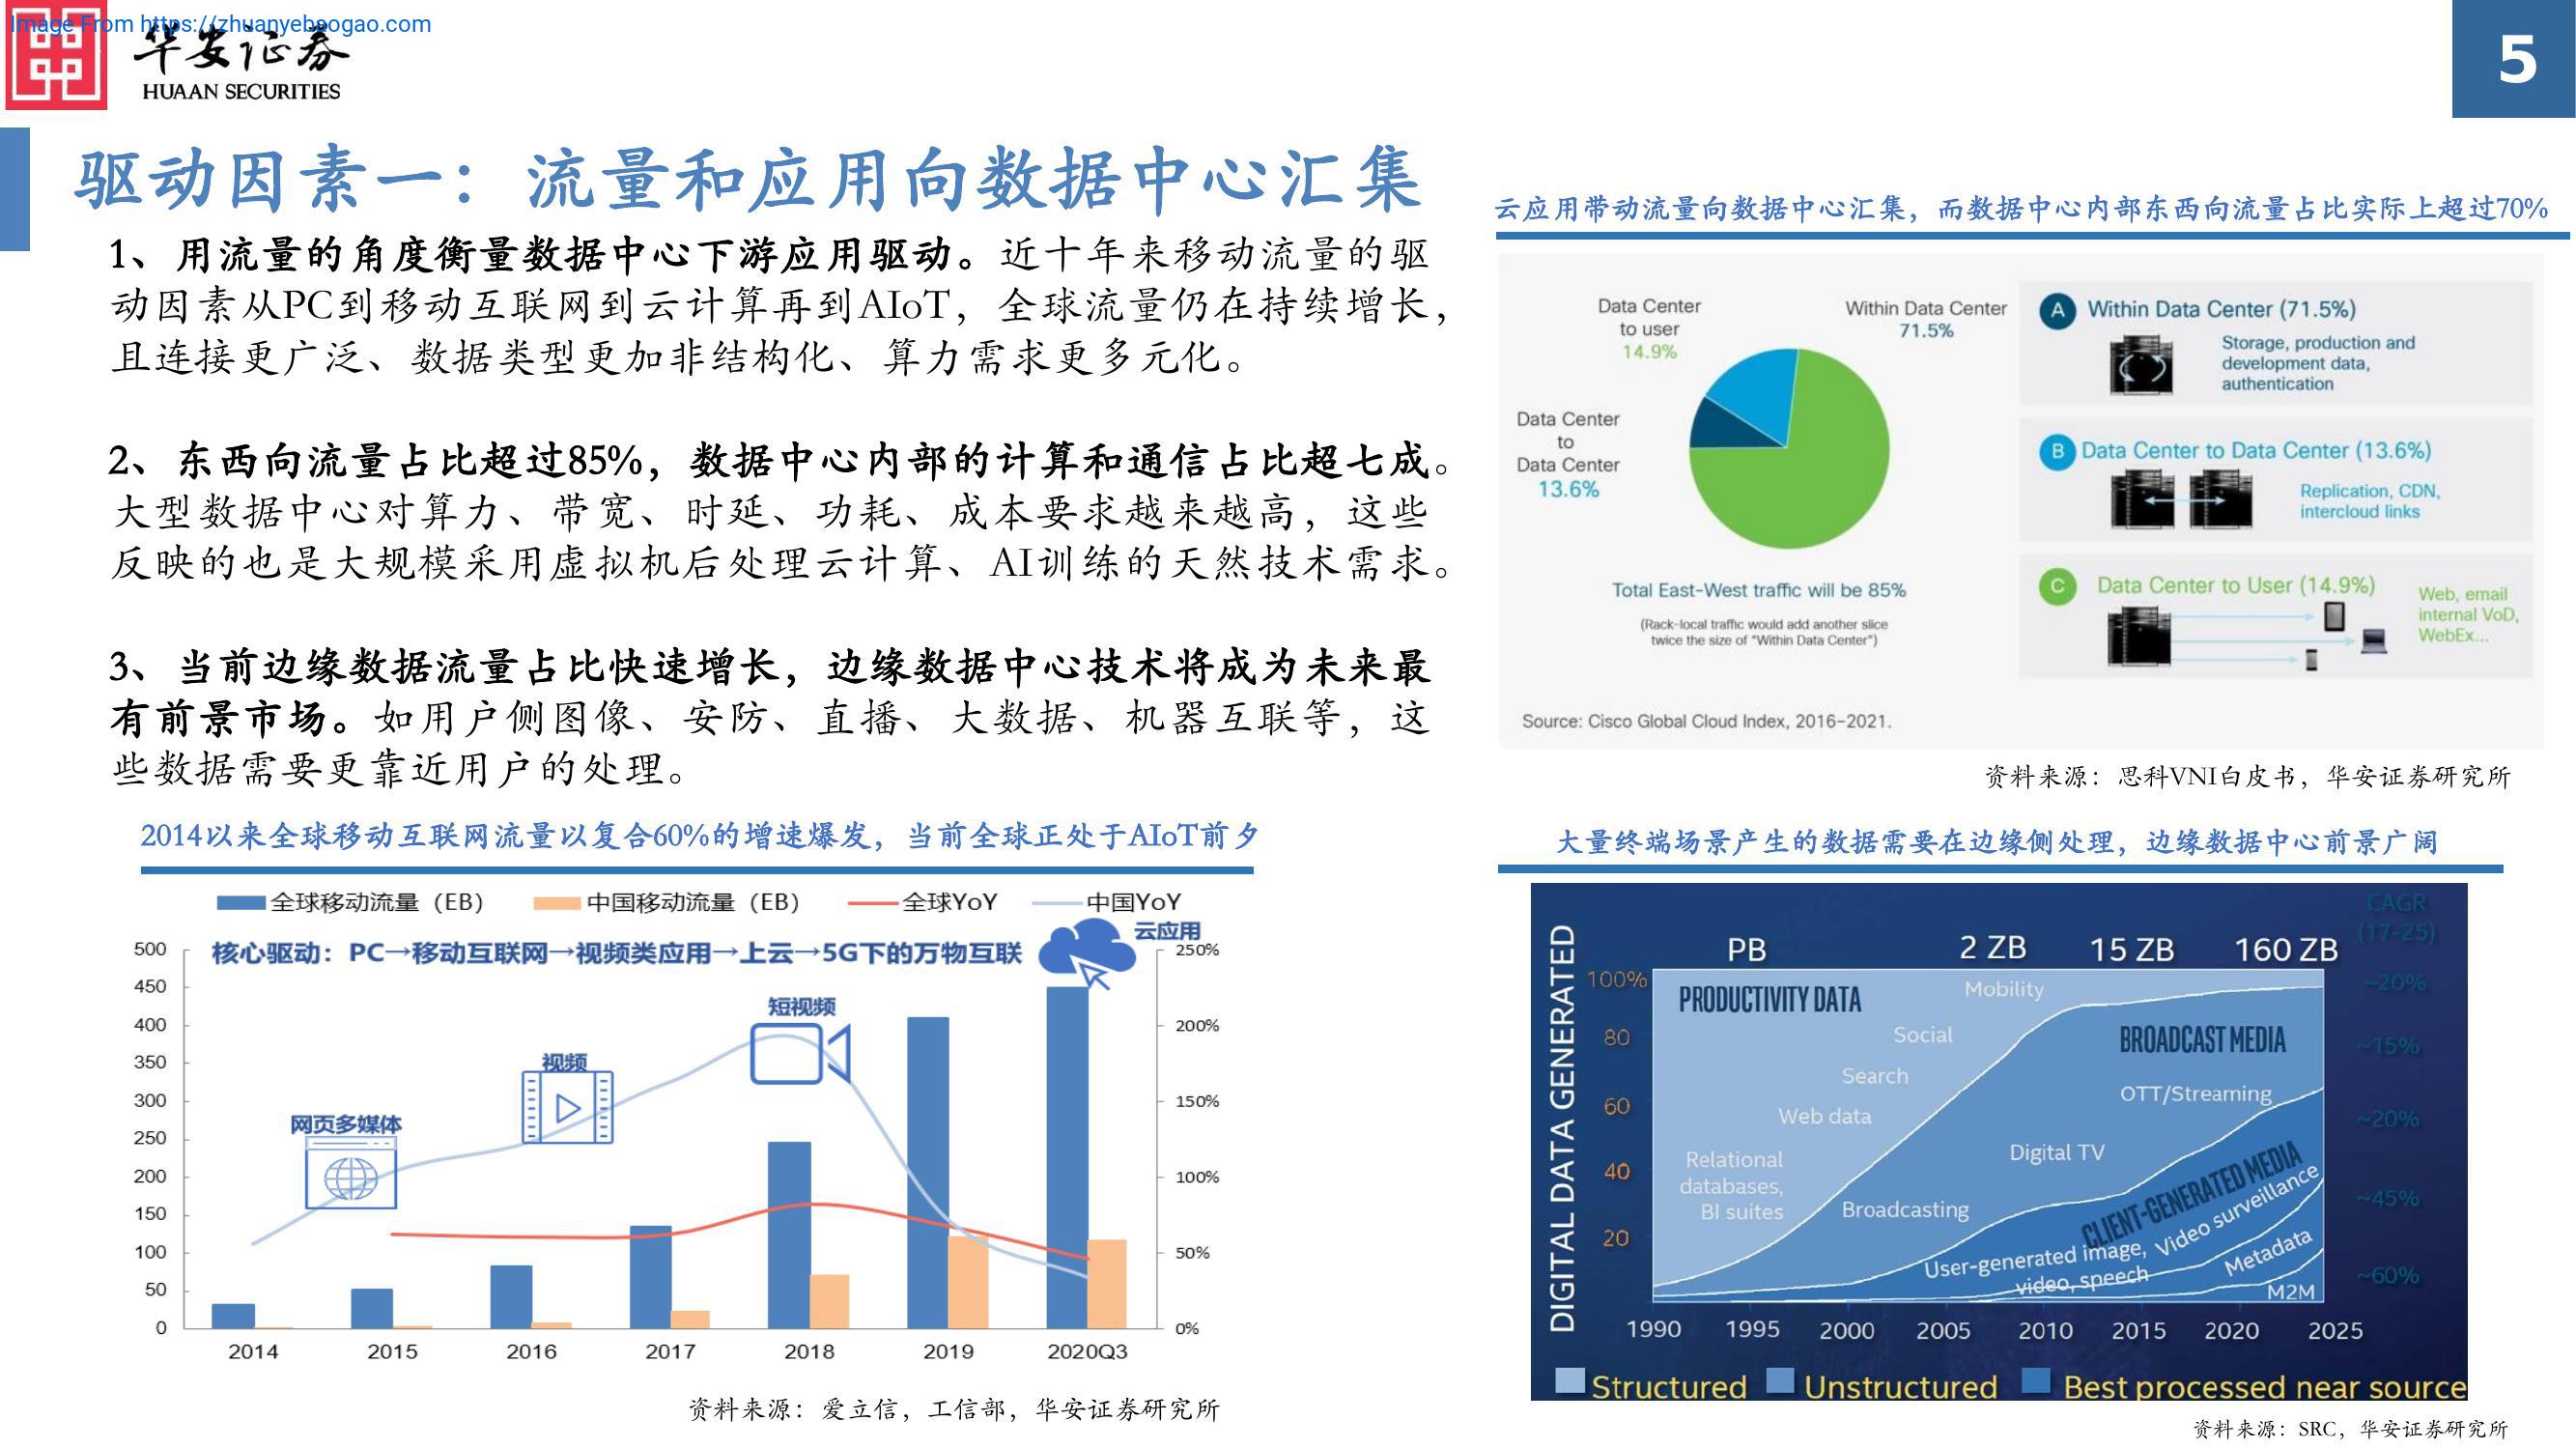 Image From https://zhuanyebaogao.com
华安证券
HUAAN SECURITIES
5
驱动因素一：流量和应用向数据中心汇集
1、用流量的角度衡量数据中心下游应用驱动。近十年来移动流量的驱
动因素从PC到移动互联网到云计算再到AIoT，全球流量仍在持续增长，
且连接更广泛、数据类型更加非结构化、算力需求更多元化。
2、东西向流量占比超过85%，数据中心内部的计算和通信占比超七成。
大型数据中心对算力、带宽、时延、功耗、成本要求越来越高，这些
反映的也是大规模采用虚拟机后处理云计算、AI训练的天然技术需求。
3、当前边缘数据流量占比快速增长，边缘数据中心技术将成为未来最
有前景市场。如用户侧图像、安防、直播、大数据、机器互联等，这
些数据需要更靠近用户的处理。
云应用带动流量向数据中心汇集，而数据中心内部东西向流量占比实际上超过70%
Data Center
to user
14.9%
Within Data Center
71.5%
Data Center
to
Data Center
13.6%
Total East-West traffic will be 85%
(Rack-local traffic would add another slice
twice the size of "Within Data Center")
Source: Cisco Global Cloud Index, 2016-2021.
A Within Data Center (71.5%)
Storage, production and
development data,
authentication
B Data Center to Data Center (13.6%)
Replication, CDN,
intercloud links
C Data Center to User (14.9%)
Web, email
internal VoD,
WebEx...
资料来源：思科VNI白皮书，华安证券研究所
2014以来全球移动互联网流量以复合60%的增速爆发，当前全球正处于AIoT前夕
全球移动流量（EB） 中国移动流量（EB） 全球YoY 中国YoY
核心驱动：PC→移动互联网→视频类应用→上云→5G下的万物互联
云应用
短视频
视频
网页多媒体
500
450
400
350
300
250
200
150
100
50
0
250%
200%
150%
100%
50%
0%
2014 2015 2016 2017 2018 2019 2020Q3
资料来源：爱立信，工信部，华安证券研究所
大量终端场景产生的数据需要在边缘侧处理，边缘数据中心前景广阔
DIGITAL DATA GENERATED
CAGR
(17-25)
PB 2 ZB 15 ZB 160 ZB
100%
80
60
40
20
PRODUCTIVITY DATA
Mobility
Social
Search
Web data
Relational
databases,
BI suites
BROADCAST MEDIA
OTT/Streaming
Digital TV
Broadcasting
CLIENT-GENERATED MEDIA
User-generated image,
video, speech
Video surveillance
Metadata
M2M
~20%
~15%
~20%
~45%
~60%
1990 1995 2000 2005 2010 2015 2020 2025
Structured Unstructured Best processed near source
资料来源：SRC，华安证券研究所